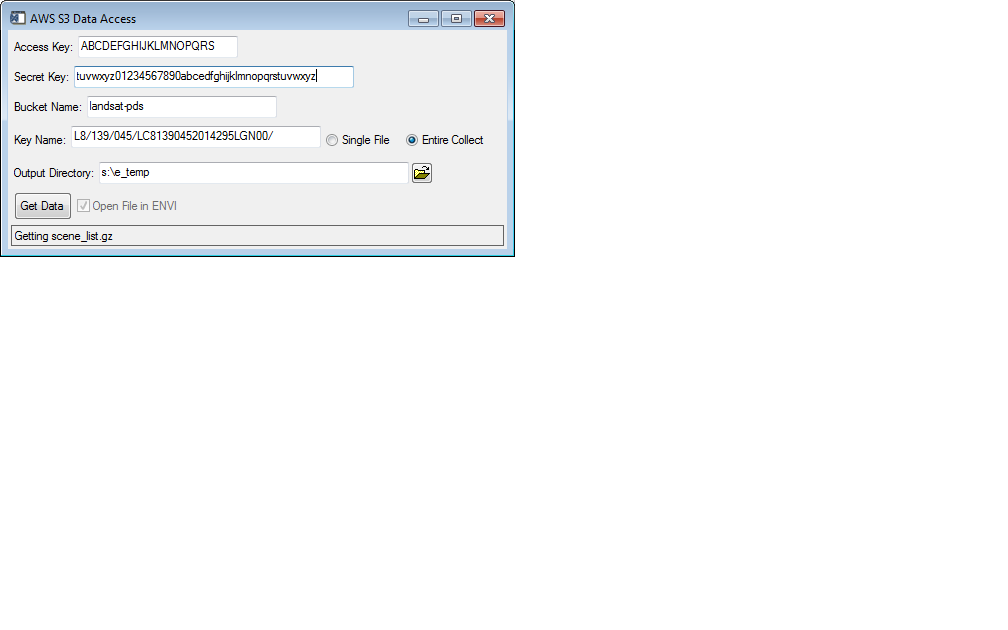 AWS S3 Data Access
Access Key: ABCDEFGHIJKLMNOPQRS
Secret Key: tuvwxyz01234567890abcedfghijklmnopqrstuvwxyz
Bucket Name: landsat-pds
Key Name: L8/139/045/LC81390452014295LGN00/ Single File Entire Collect
Output Directory: s:\e_temp
Get Data Open File in ENVI
Getting scene_list.gz